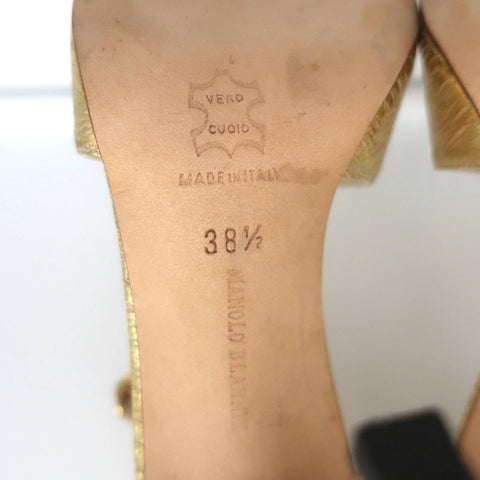 VERO
CUOIO
MADE IN ITALY
38½
MANOLO BLAHNIK